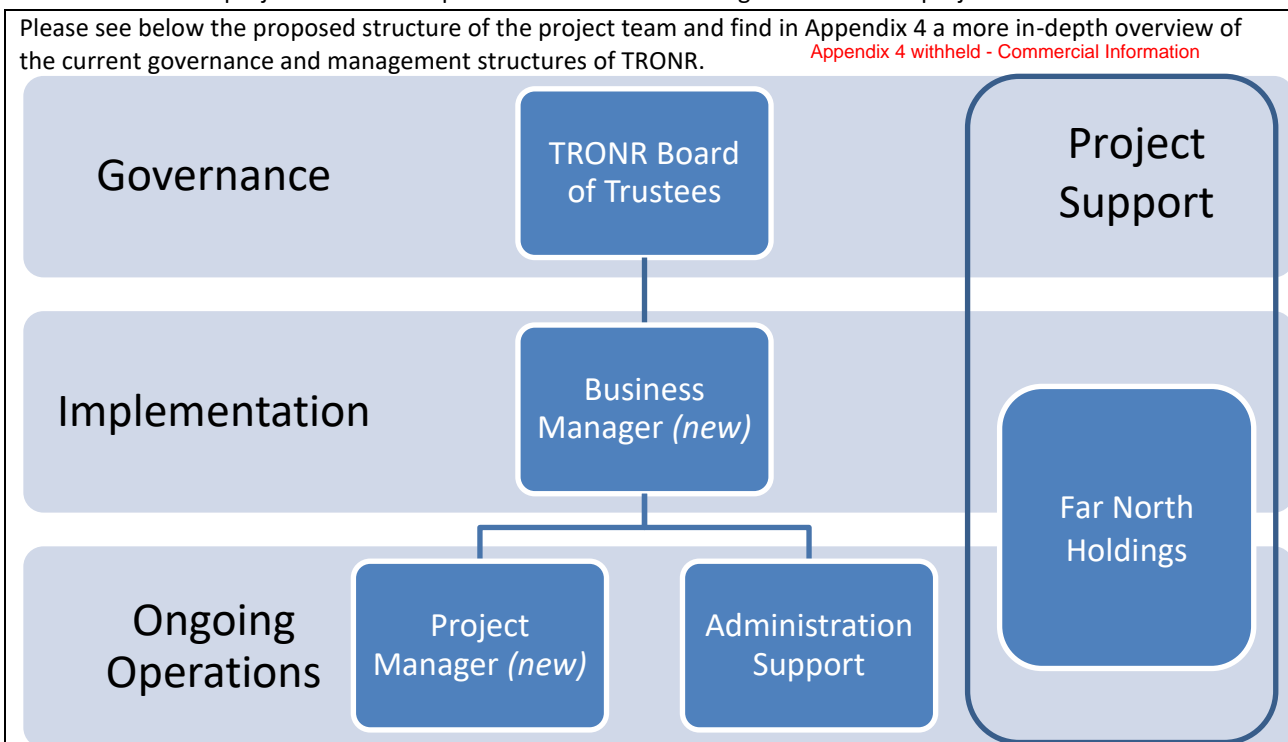 Please see below the proposed structure of the project team and find in Appendix 4 a more in-depth overview of
the current governance and management structures of TRONR.
Appendix 4 withheld - Commercial Information
Governance
TRONR Board
of Trustees
Project
Support
Implementation
Business
Manager (new)
Far North
Holdings
Ongoing
Operations
Project
Manager (new)
Administration
Support